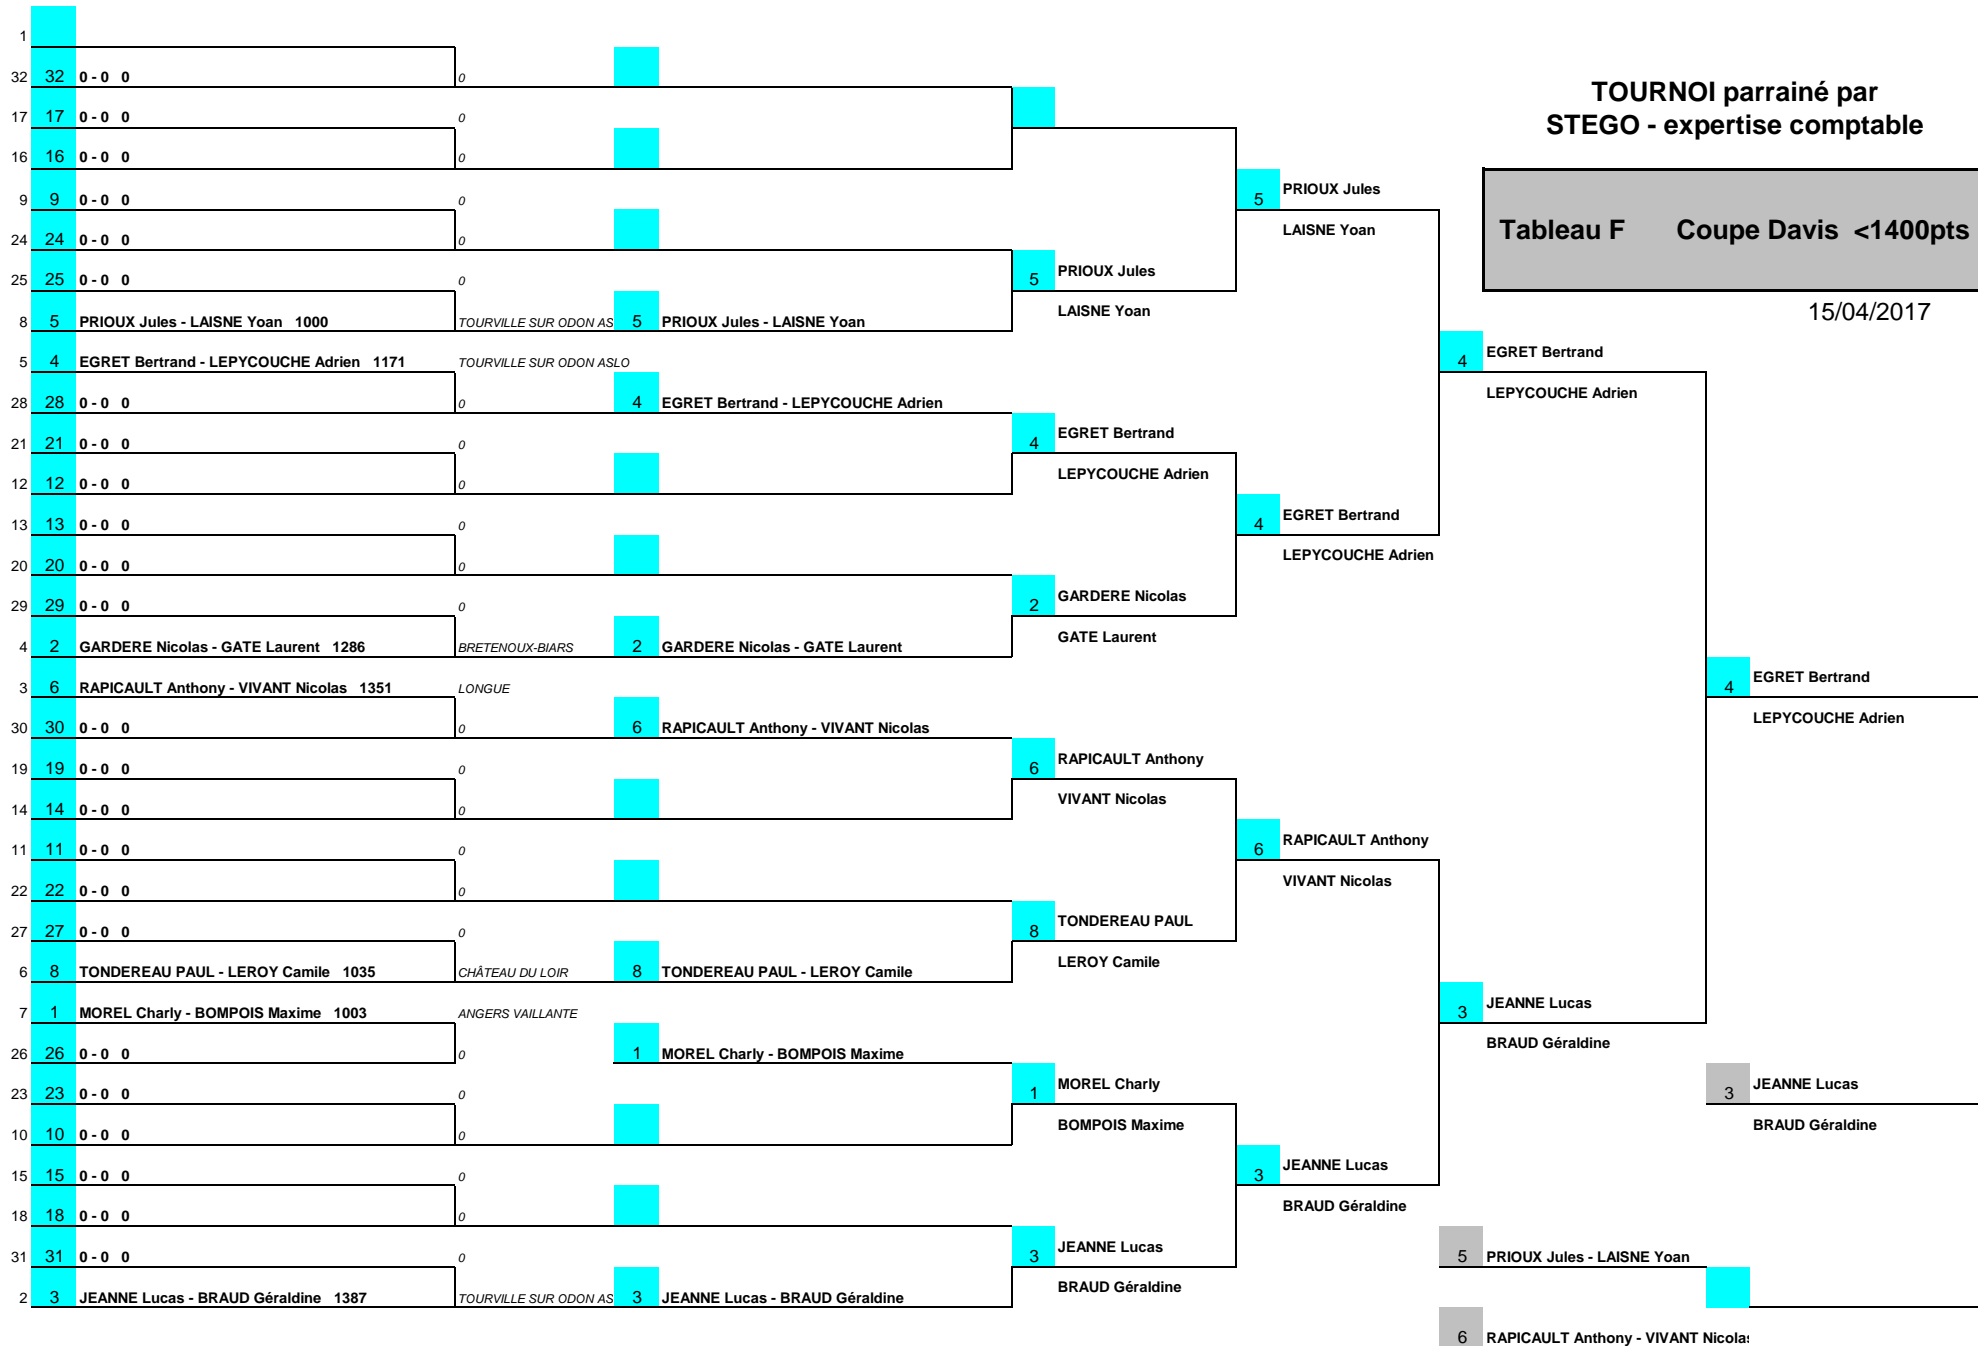 1
32 32 0 - 0 0 0
TOURNOI parrainé par
STEGO - expertise comptable
17 17 0 - 0 0 0
16 16 0 - 0 0 0
9 9 0 - 0 0 0
5 PRIOUX Jules
LAISNE Yoan
Tableau F Coupe Davis <1400pts
24 24 0 - 0 0 0
25 25 0 - 0 0 0
5 PRIOUX Jules
LAISNE Yoan
15/04/2017
8 5 PRIOUX Jules - LAISNE Yoan 1000 TOURVILLE SUR ODON AS 5 PRIOUX Jules - LAISNE Yoan
5 4 EGRET Bertrand - LEPYCOUCHE Adrien 1171 TOURVILLE SUR ODON ASLO
4 EGRET Bertrand
LEPYCOUCHE Adrien
28 28 0 - 0 0 0 4 EGRET Bertrand - LEPYCOUCHE Adrien
21 21 0 - 0 0 0
4 EGRET Bertrand
LEPYCOUCHE Adrien
12 12 0 - 0 0 0
13 13 0 - 0 0 0
4 EGRET Bertrand
LEPYCOUCHE Adrien
20 20 0 - 0 0 0
29 29 0 - 0 0 0
2 GARDERE Nicolas
GATE Laurent
4 2 GARDERE Nicolas - GATE Laurent 1286 BRETENOUX-BIARS 2 GARDERE Nicolas - GATE Laurent
3 6 RAPICAULT Anthony - VIVANT Nicolas 1351 LONGUE
4 EGRET Bertrand
LEPYCOUCHE Adrien
30 30 0 - 0 0 0 6 RAPICAULT Anthony - VIVANT Nicolas
19 19 0 - 0 0 0
6 RAPICAULT Anthony
VIVANT Nicolas
14 14 0 - 0 0 0
11 11 0 - 0 0 0
6 RAPICAULT Anthony
VIVANT Nicolas
22 22 0 - 0 0 0
27 27 0 - 0 0 0
8 TONDEREAU PAUL
LEROY Camile
6 8 TONDEREAU PAUL - LEROY Camile 1035 CHÂTEAU DU LOIR 8 TONDEREAU PAUL - LEROY Camile
7 1 MOREL Charly - BOMPOIS Maxime 1003 ANGERS VAILLANTE
3 JEANNE Lucas
BRAUD Géraldine
26 26 0 - 0 0 0 1 MOREL Charly - BOMPOIS Maxime
23 23 0 - 0 0 0
1 MOREL Charly
BOMPOIS Maxime
3 JEANNE Lucas
BRAUD Géraldine
10 10 0 - 0 0 0
15 15 0 - 0 0 0
3 JEANNE Lucas
BRAUD Géraldine
18 18 0 - 0 0 0
31 31 0 - 0 0 0
3 JEANNE Lucas
BRAUD Géraldine
5 PRIOUX Jules - LAISNE Yoan
2 3 JEANNE Lucas - BRAUD Géraldine 1387 TOURVILLE SUR ODON AS 3 JEANNE Lucas - BRAUD Géraldine
6 RAPICAULT Anthony - VIVANT Nicolas